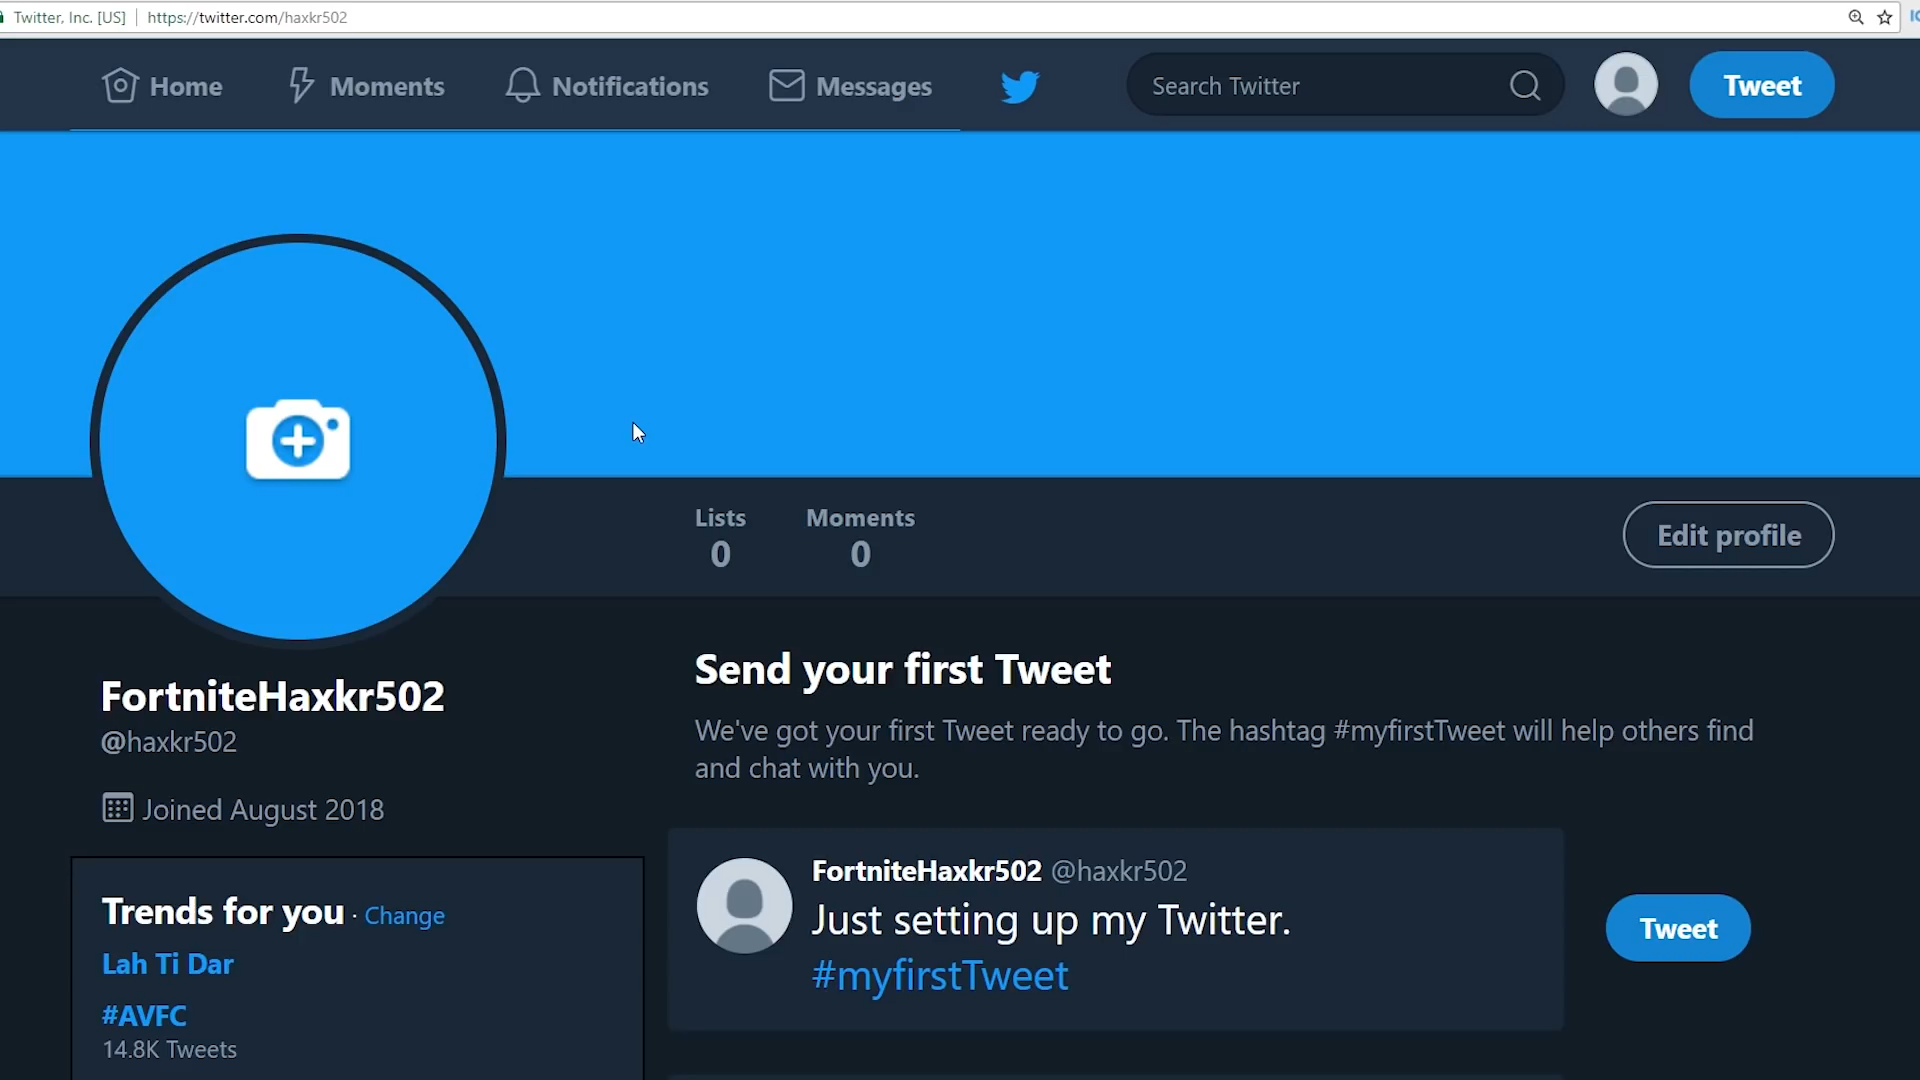 Twitter, Inc. [US] https://twitter.com/haxkr502
Home Moments Notifications Messages Search Twitter Tweet
Lists Moments
0 0
Edit profile
FortniteHaxkr502
@haxkr502
Joined August 2018
Send your first Tweet
We've got your first Tweet ready to go. The hashtag #myfirstTweet will help others find
and chat with you.
FortniteHaxkr502 @haxkr502
Just setting up my Twitter.
#myfirstTweet
Tweet
Trends for you · Change
Lah Ti Dar
#AVFC
14.8K Tweets